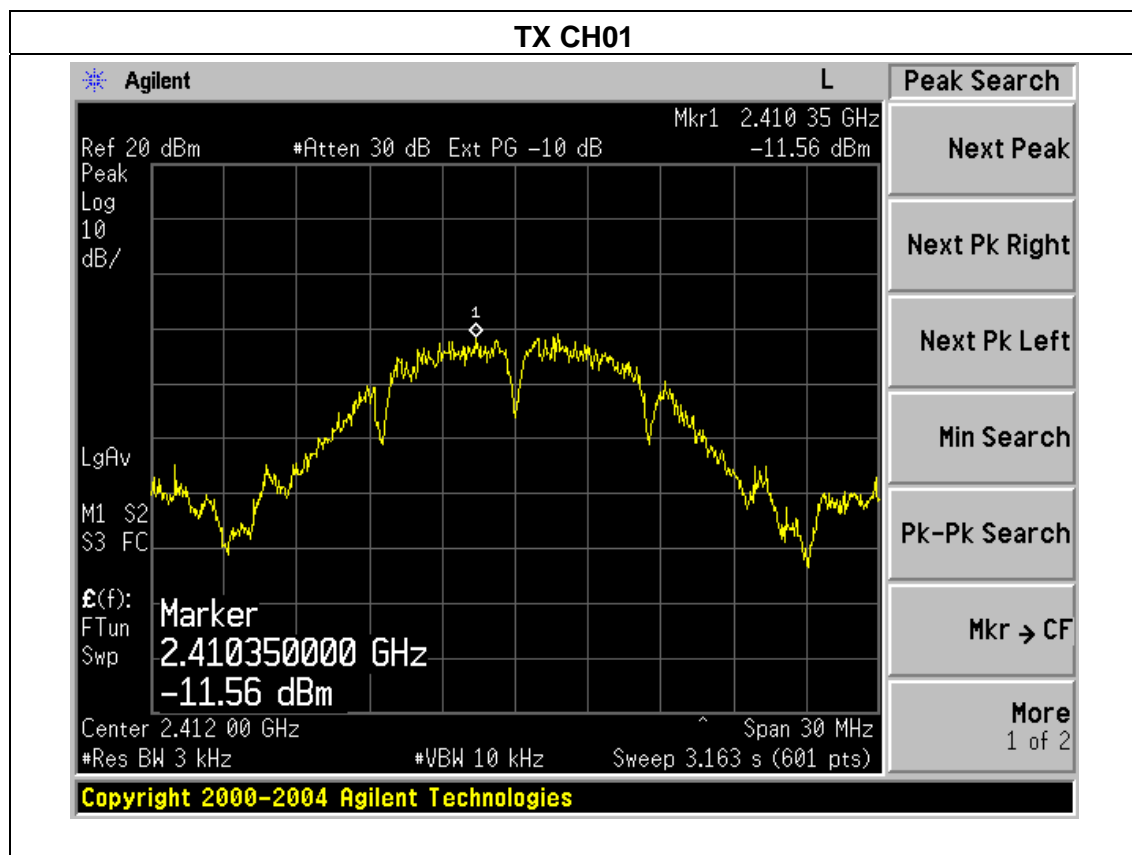 TX CH01
Agilent L Peak Search
Mkr1 2.410 35 GHz
Ref 20 dBm #Atten 30 dB Ext PG −10 dB −11.56 dBm
Peak
Log
10
dB/
1
LgAv
M1 S2
S3 FC
£(f):
FTun
Swp
Marker
2.410350000 GHz
−11.56 dBm
Center 2.412 00 GHz ^ Span 30 MHz
#Res BW 3 kHz #VBW 10 kHz Sweep 3.163 s (601 pts)
Copyright 2000–2004 Agilent Technologies
Next Peak
Next Pk Right
Next Pk Left
Min Search
Pk–Pk Search
Mkr → CF
More
1 of 2